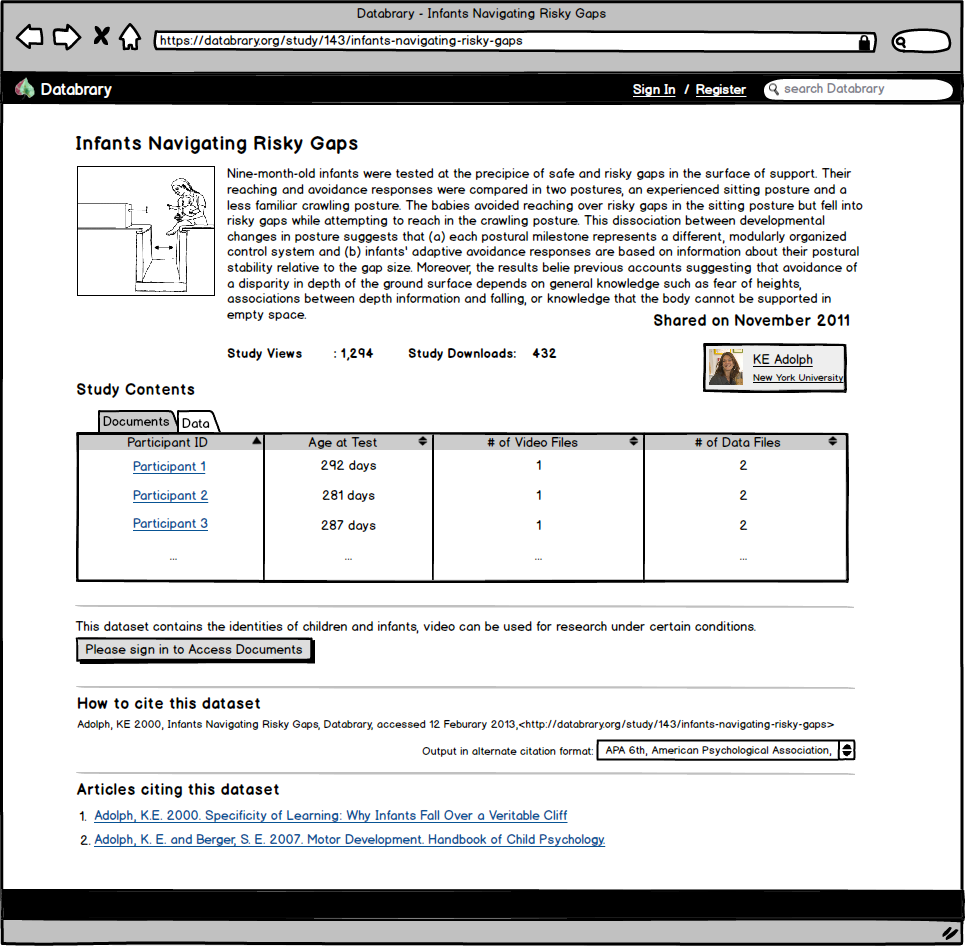 Databrary - Infants Navigating Risky Gaps
https://databrary.org/study/143/infants-navigating-risky-gaps
Databrary
Sign In / Register
search Databrary
Infants Navigating Risky Gaps
Nine-month-old infants were tested at the precipice of safe and risky gaps in the surface of support. Their
reaching and avoidance responses were compared in two postures, an experienced sitting posture and a
less familiar crawling posture. The babies avoided reaching over risky gaps in the sitting posture but fell into
risky gaps while attempting to reach in the crawling posture. This dissociation between developmental
changes in posture suggests that (a) each postural milestone represents a different, modularly organized
control system and (b) infants' adaptive avoidance responses are based on information about their postural
stability relative to the gap size. Moreover, the results belie previous accounts suggesting that avoidance of
a disparity in depth of the ground surface depends on general knowledge such as fear of heights,
associations between depth information and falling, or knowledge that the body cannot be supported in
empty space.
Shared on November 2011
Study Views : 1,294 Study Downloads: 432
KE Adolph
New York University
Study Contents
Documents Data
Participant ID Age at Test # of Video Files # of Data Files
Participant 1 292 days 1 2
Participant 2 281 days 1 2
Participant 3 287 days 1 2
... ... ... ...
This dataset contains the identities of children and infants, video can be used for research under certain conditions.
Please sign in to Access Documents
How to cite this dataset
Adolph, KE 2000, Infants Navigating Risky Gaps, Databrary, accessed 12 Feburary 2013,<http://databrary.org/study/143/infants-navigating-risky-gaps>
Output in alternate citation format: APA 6th, American Psychological Association,
Articles citing this dataset
1. Adolph, K.E. 2000. Specificity of Learning: Why Infants Fall Over a Veritable Cliff
2. Adolph, K. E. and Berger, S. E. 2007. Motor Development. Handbook of Child Psychology.